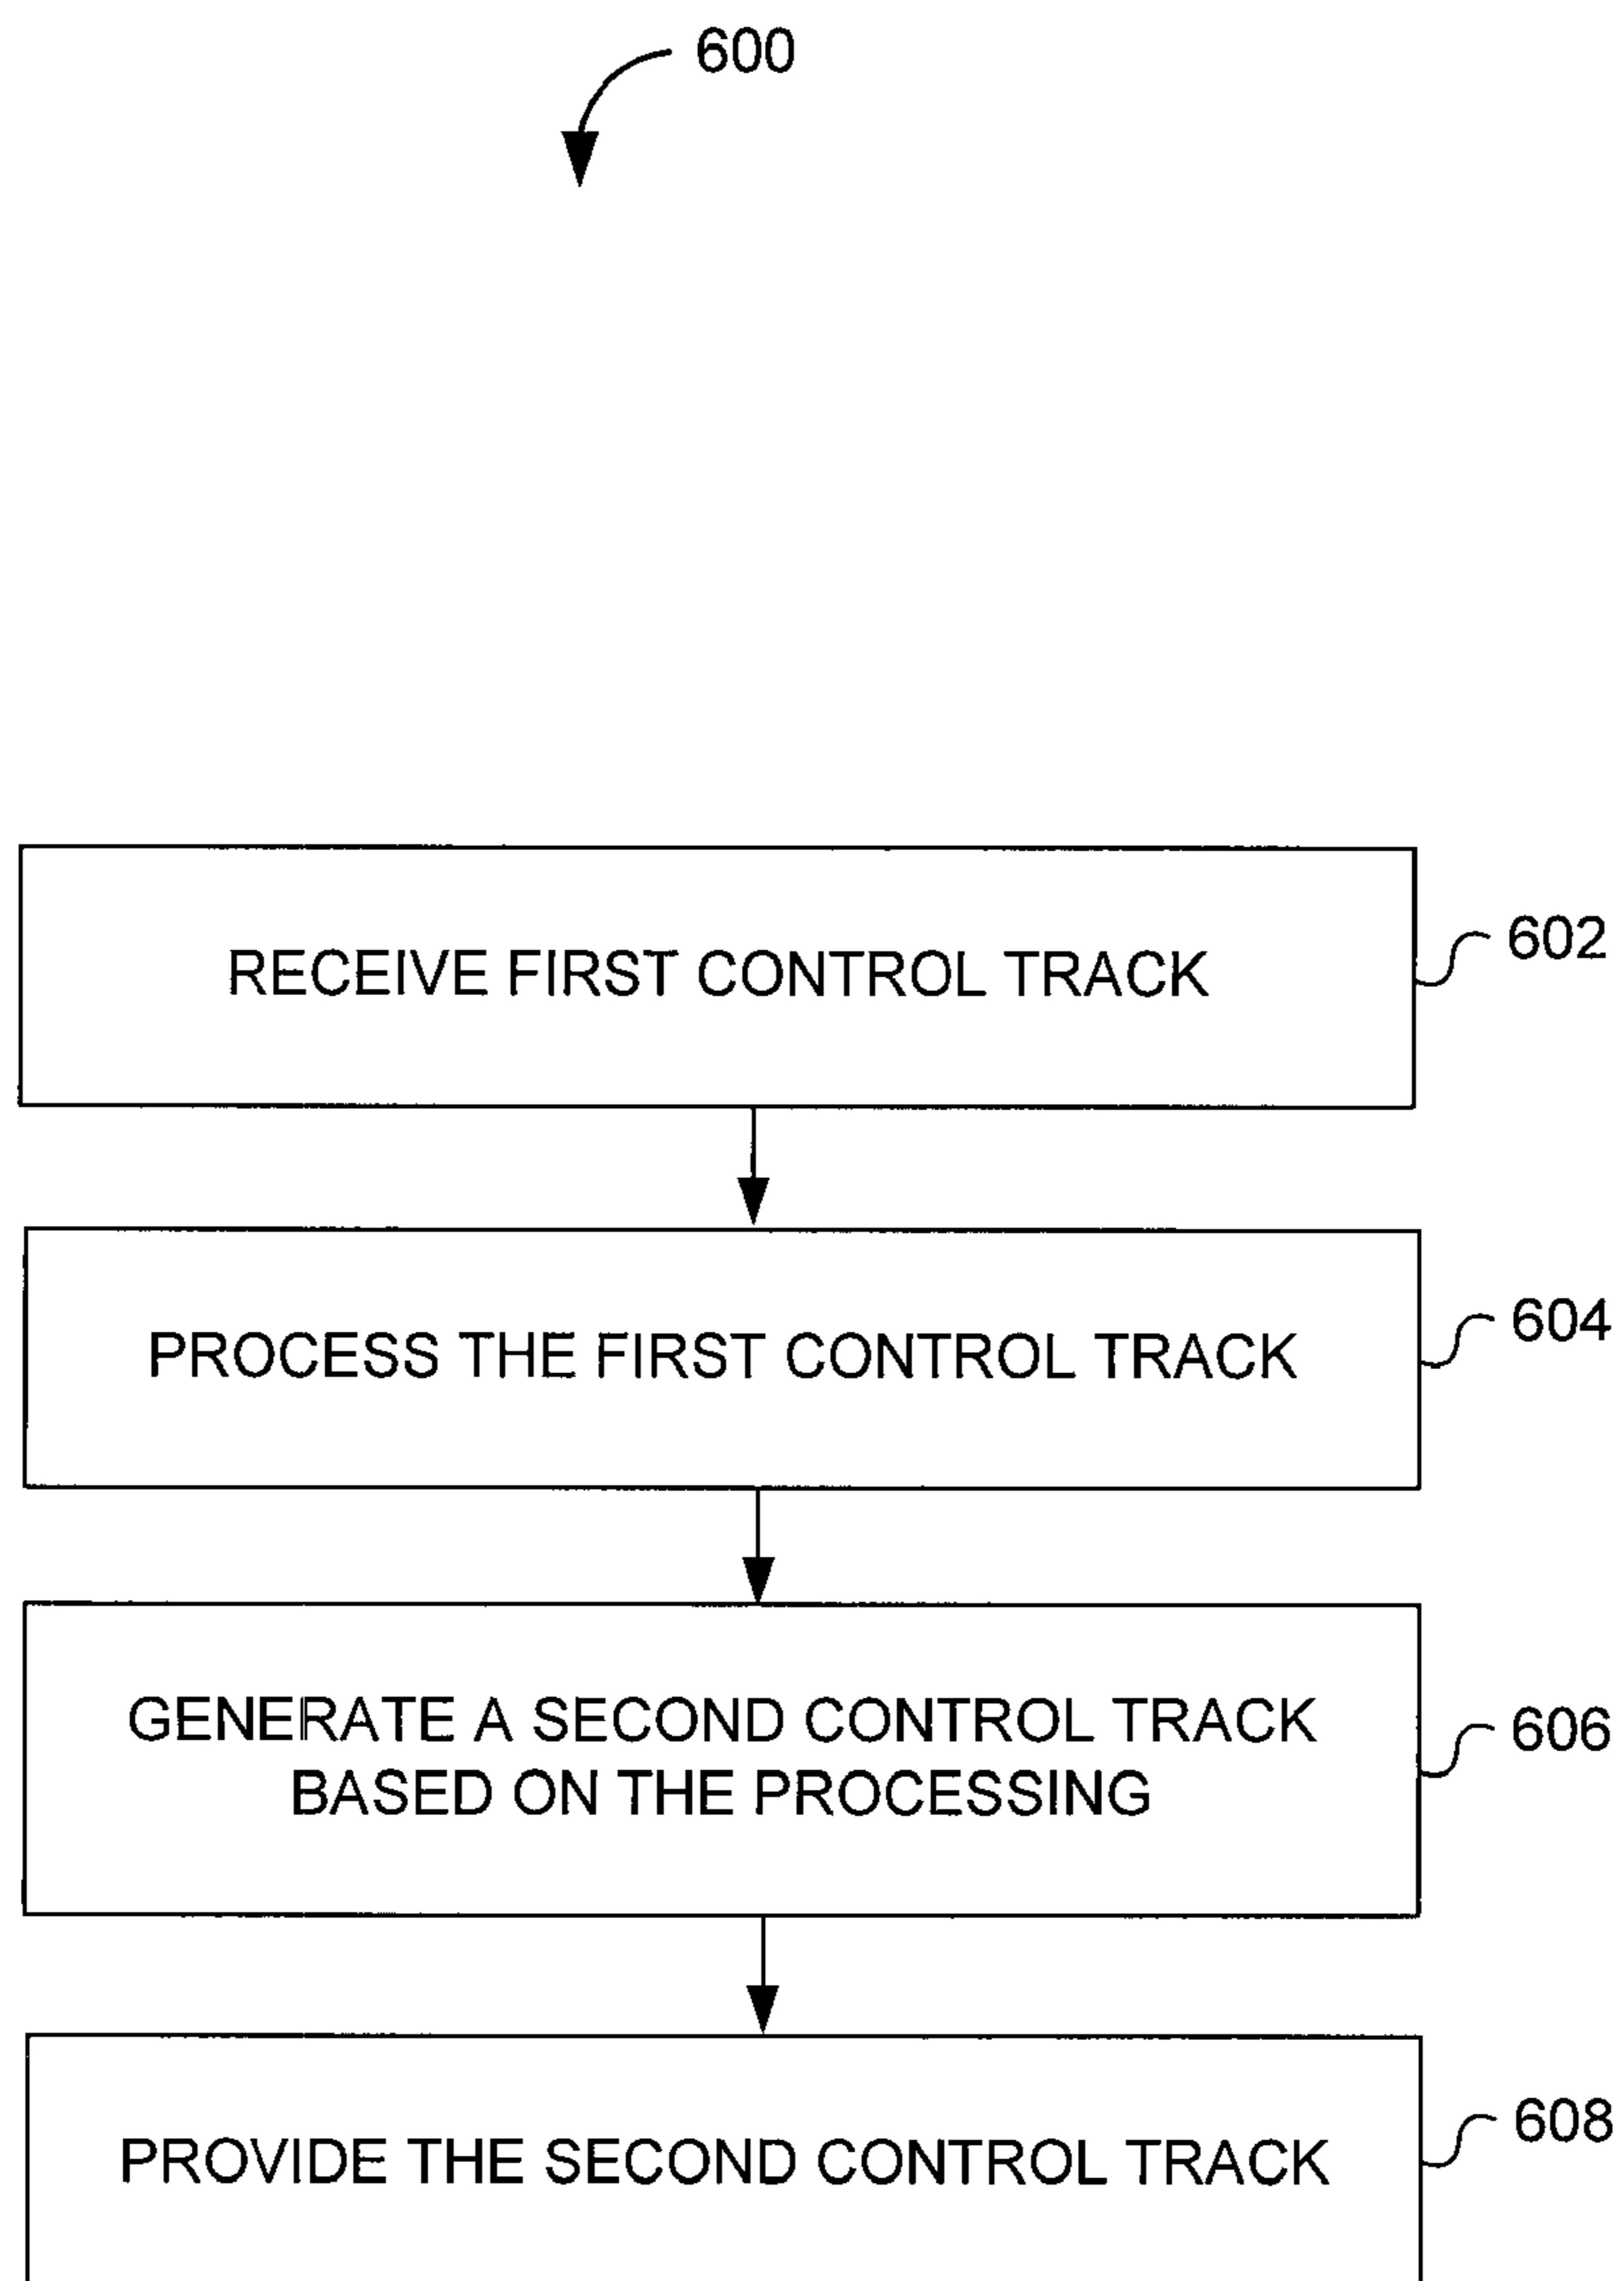 600
RECEIVE FIRST CONTROL TRACK
602
PROCESS THE FIRST CONTROL TRACK
604
GENERATE A SECOND CONTROL TRACK
BASED ON THE PROCESSING
606
PROVIDE THE SECOND CONTROL TRACK
608